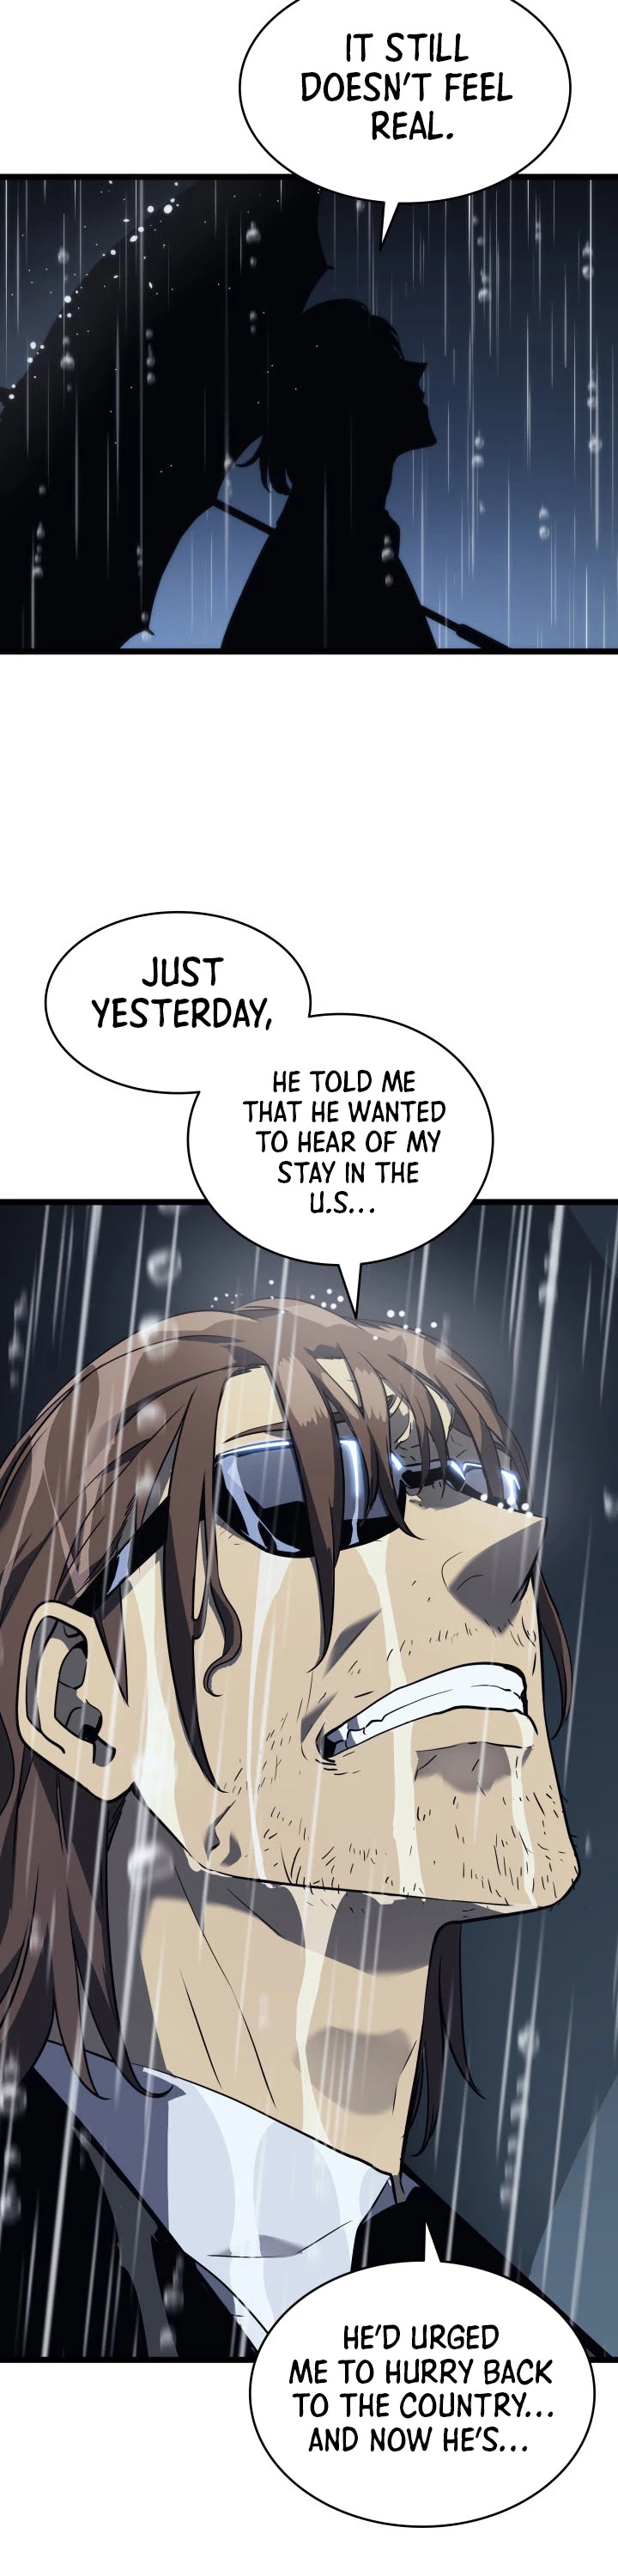 IT STILL
DOESN'T FEEL
REAL.
JUST
YESTERDAY,
HE TOLD ME
THAT HE WANTED
TO HEAR OF MY
STAY IN THE
U.S...
HE'D URGED
ME TO HURRY BACK
TO THE COUNTRY...
AND NOW HE'S...